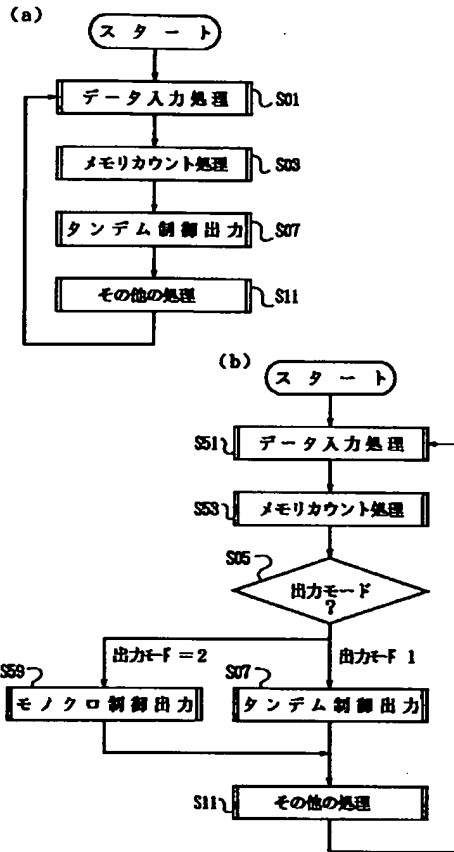 (a)
スタート
データ入力処理
S01
メモリカウント処理
S03
タンデム制御出力
S07
その他の処理
S11
(b)
スタート
S51
データ入力処理
S53
メモリカウント処理
S05
出力モード
?
出力モード=2
出力モード 1
S59
モノクロ制御出力
S07
タンデム制御出力
S11
その他の処理